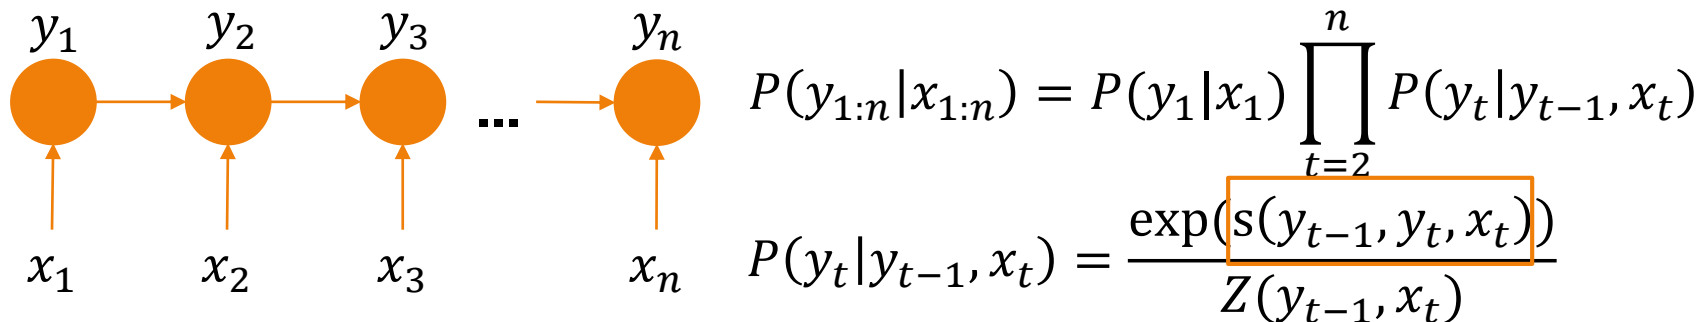 y₁ y₂ y₃ yₙ
...
x₁ x₂ x₃ xₙ
P(y₁:ₙ|x₁:ₙ) = P(y₁|x₁) ∏ₜ₌₂ⁿ P(yₜ|yₜ₋₁, xₜ)
P(yₜ|yₜ₋₁, xₜ) = exp(s(yₜ₋₁, yₜ, xₜ)) / Z(yₜ₋₁, xₜ)